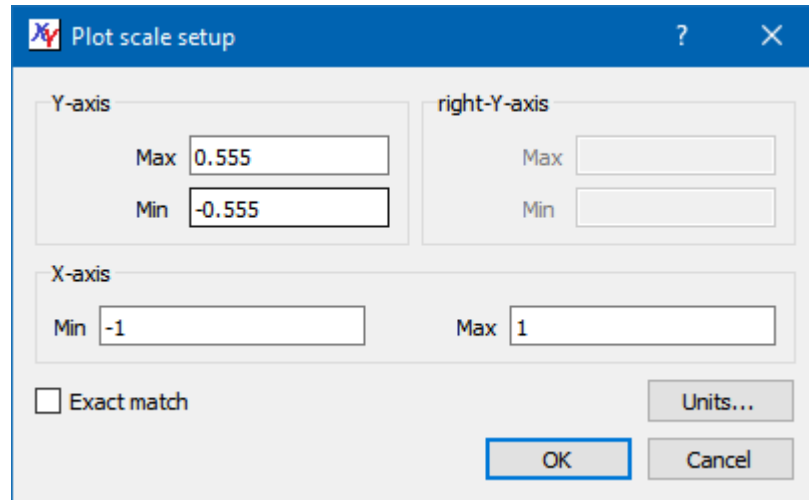 XY Plot scale setup ? ×
Y-axis
Max 0.555
Min -0.555
right-Y-axis
Max
Min
X-axis
Min -1 Max 1
Exact match
Units...
OK Cancel